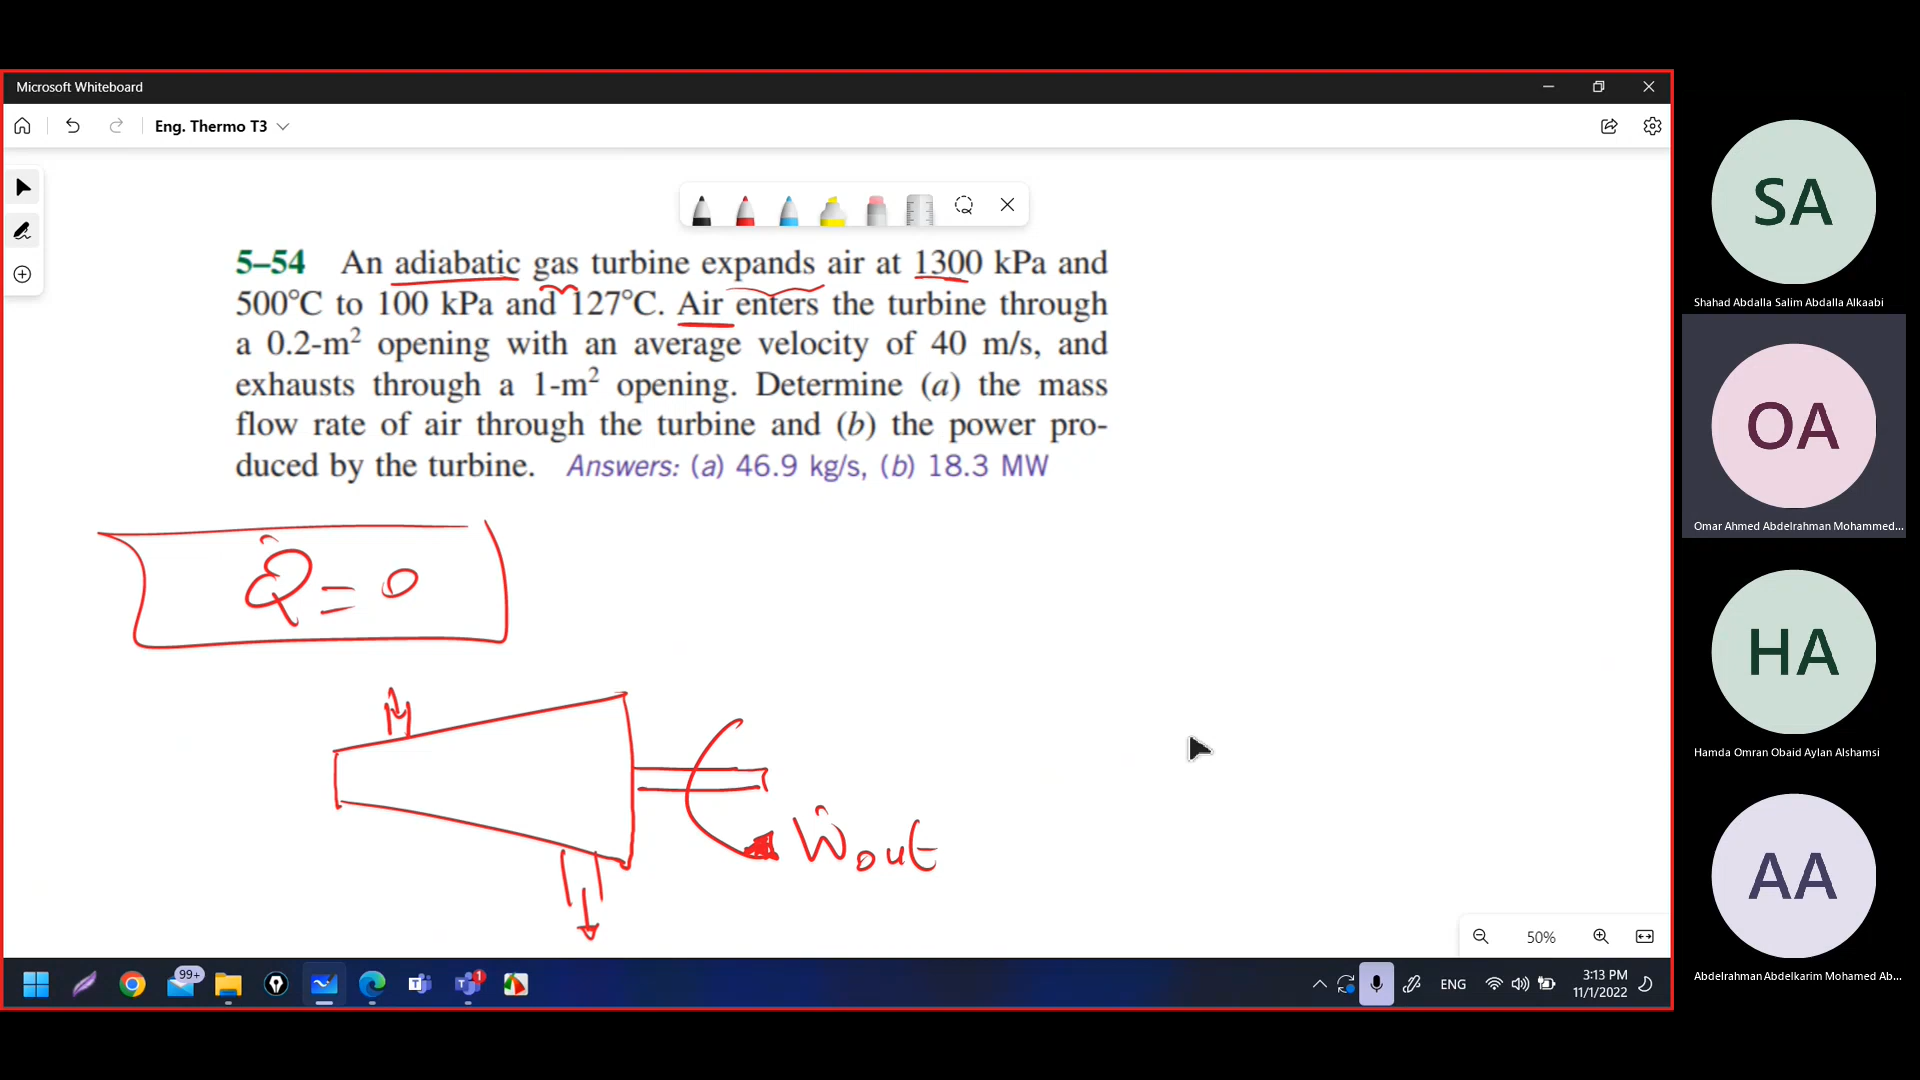 Microsoft Whiteboard
Eng. Thermo T3
5–54 An adiabatic gas turbine expands air at 1300 kPa and
500°C to 100 kPa and 127°C. Air enters the turbine through
a 0.2-m² opening with an average velocity of 40 m/s, and
exhausts through a 1-m² opening. Determine (a) the mass
flow rate of air through the turbine and (b) the power pro-
duced by the turbine. Answers: (a) 46.9 kg/s, (b) 18.3 MW
Q̇ = 0
Ẇout
50%
99+
1
ENG
3:13 PM
11/1/2022
SA
Shahad Abdalla Salim Abdalla Alkaabi
OA
Omar Ahmed Abdelrahman Mohammed...
HA
Hamda Omran Obaid Aylan Alshamsi
AA
Abdelrahman Abdelkarim Mohamed Ab...